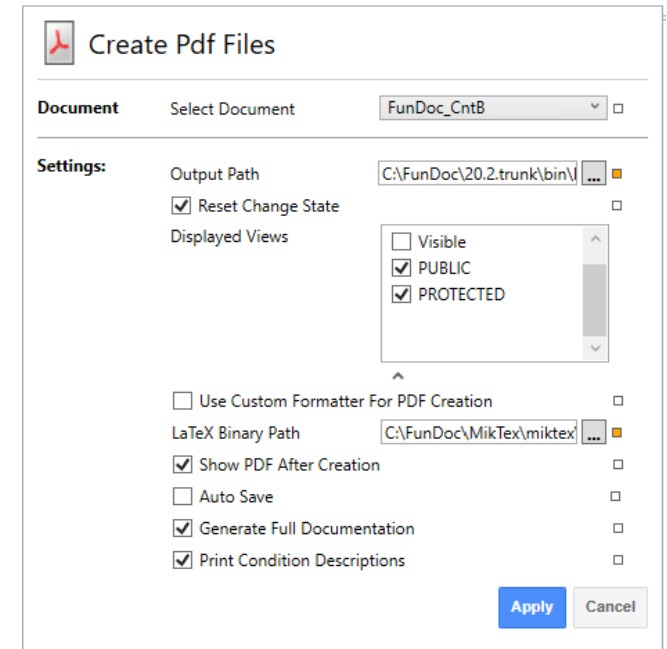 Create Pdf Files
Document Select Document FunDoc_CntB
Settings:
Output Path C:\FunDoc\20.2.trunk\bin\ ...
Reset Change State
Displayed Views
Visible
PUBLIC
PROTECTED
Use Custom Formatter For PDF Creation
LaTeX Binary Path C:\FunDoc\MikTex\miktex ...
Show PDF After Creation
Auto Save
Generate Full Documentation
Print Condition Descriptions
Apply Cancel